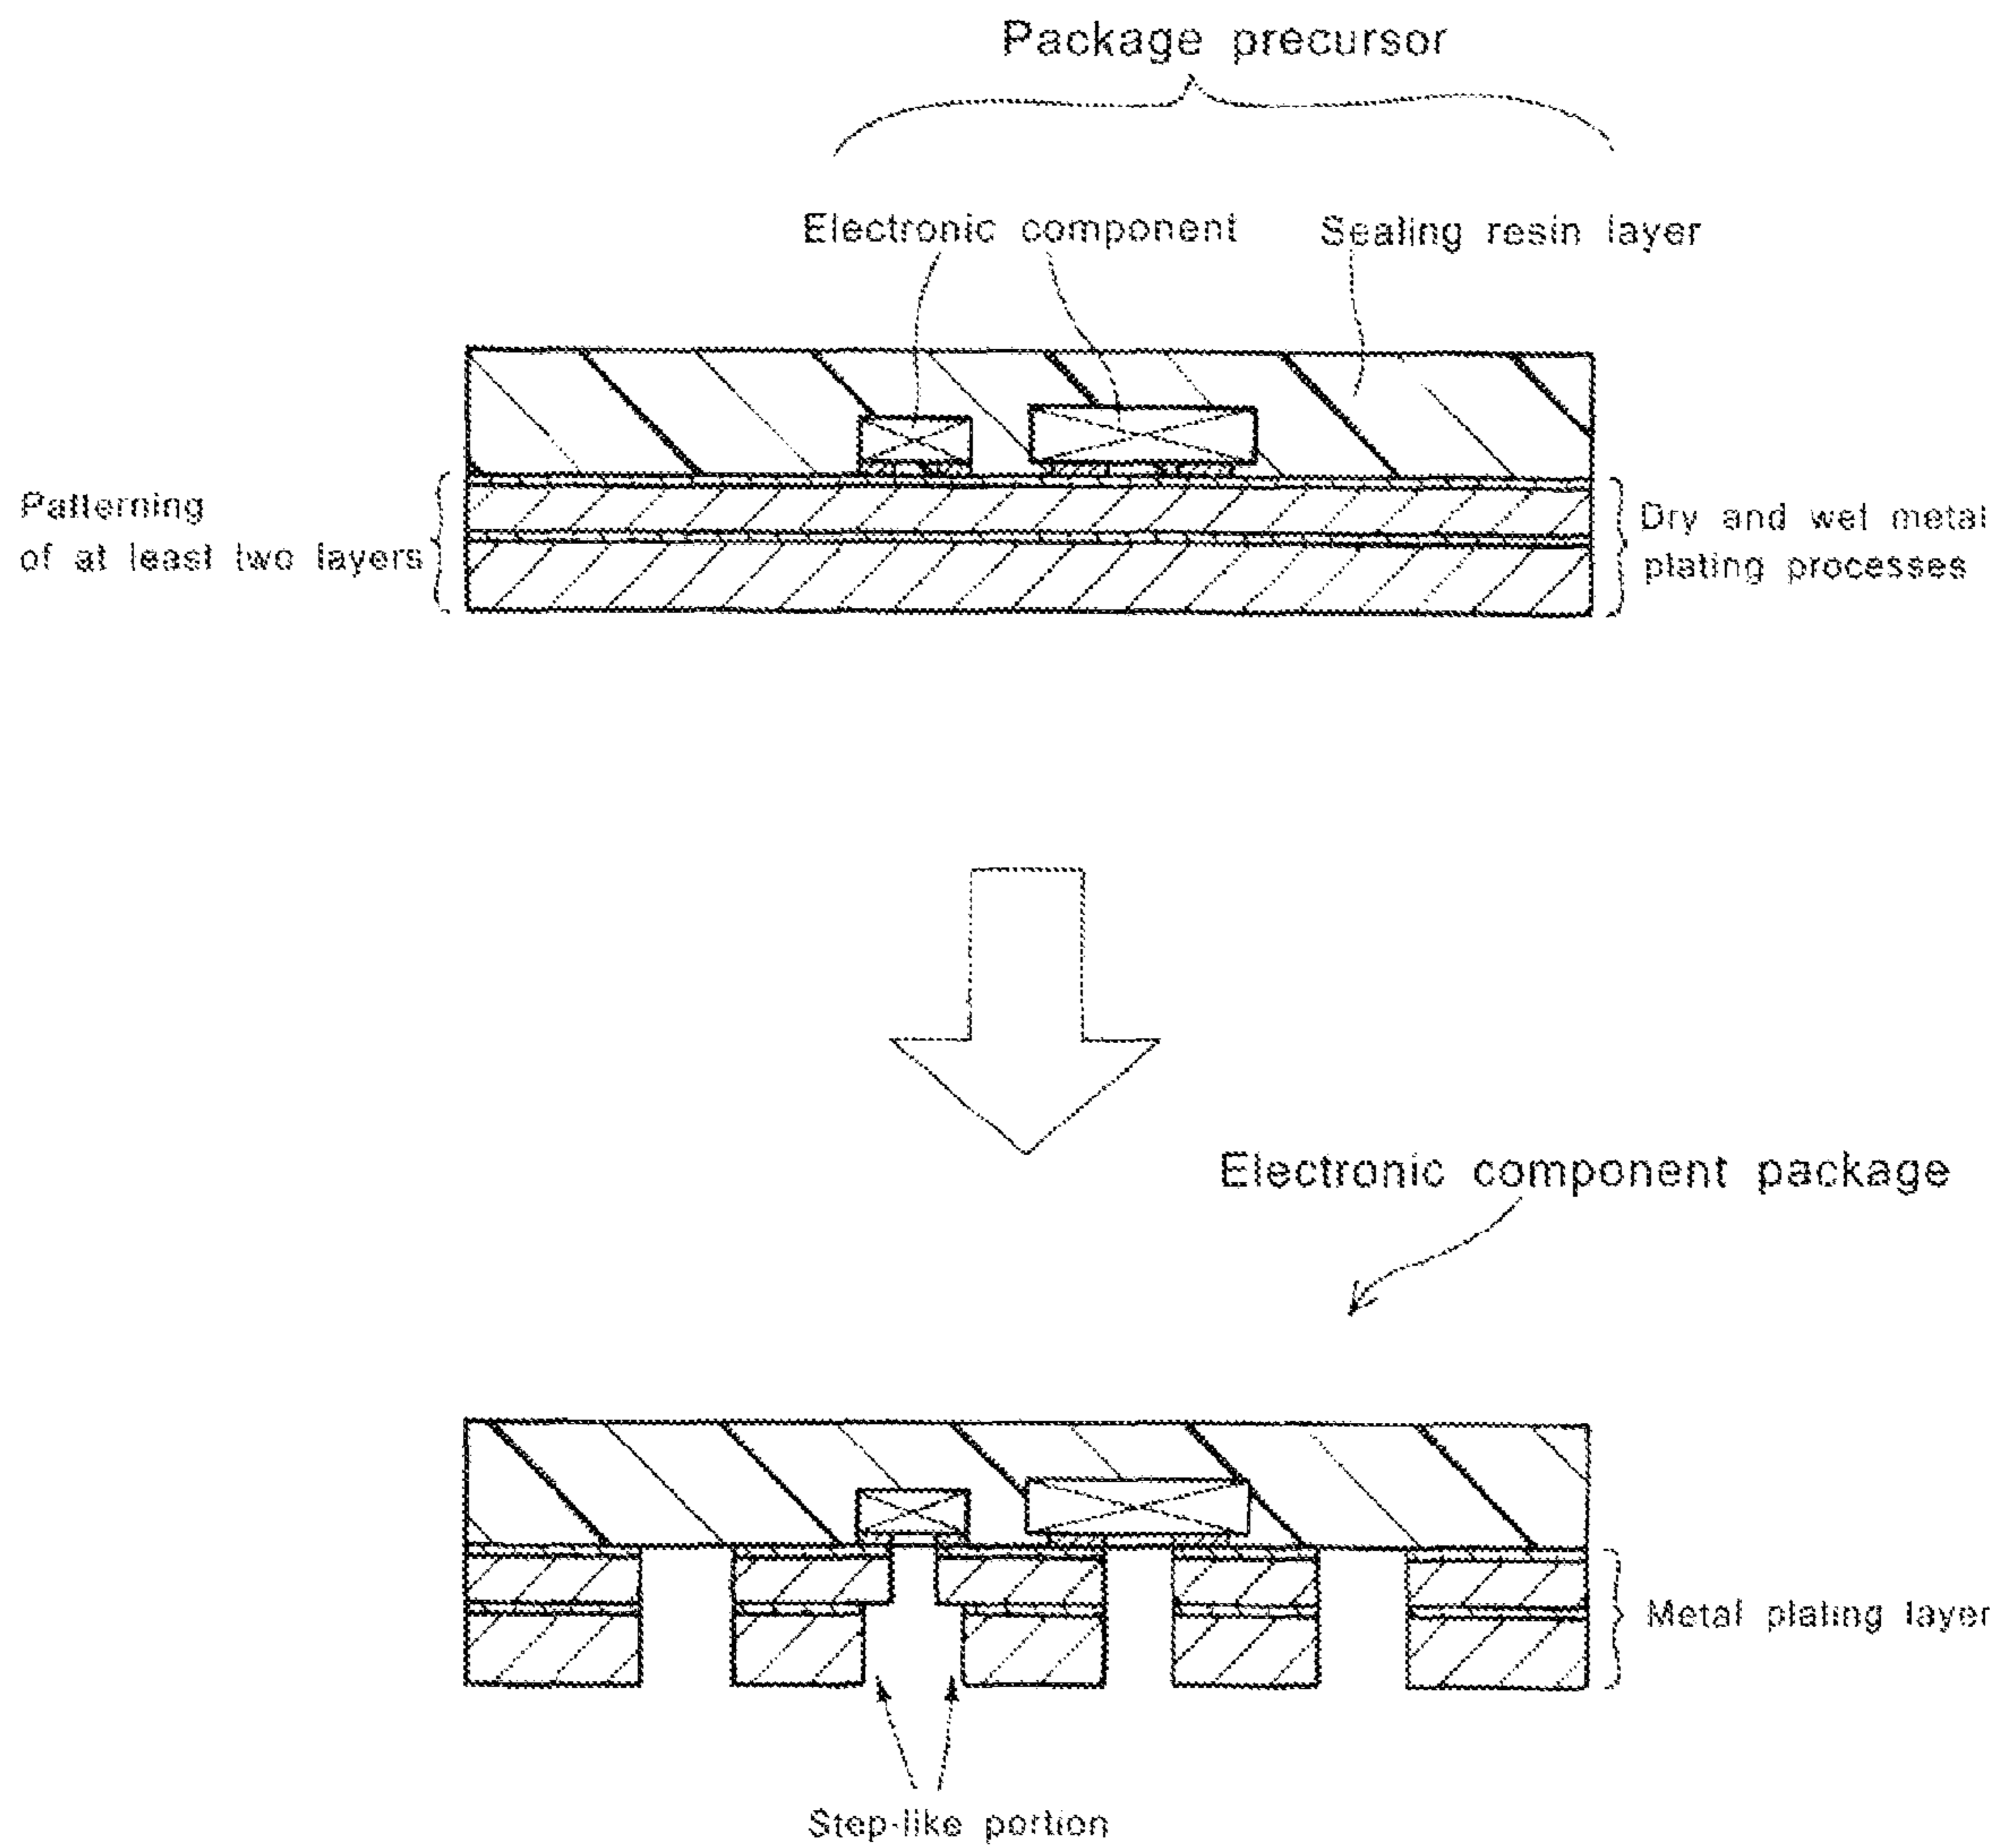 Package precursor
Electronic component
Sealing resin layer
Patterning
of at least two layers
Dry and wet metal
plating processes
Electronic component package
Metal plating layer
Step-like portion